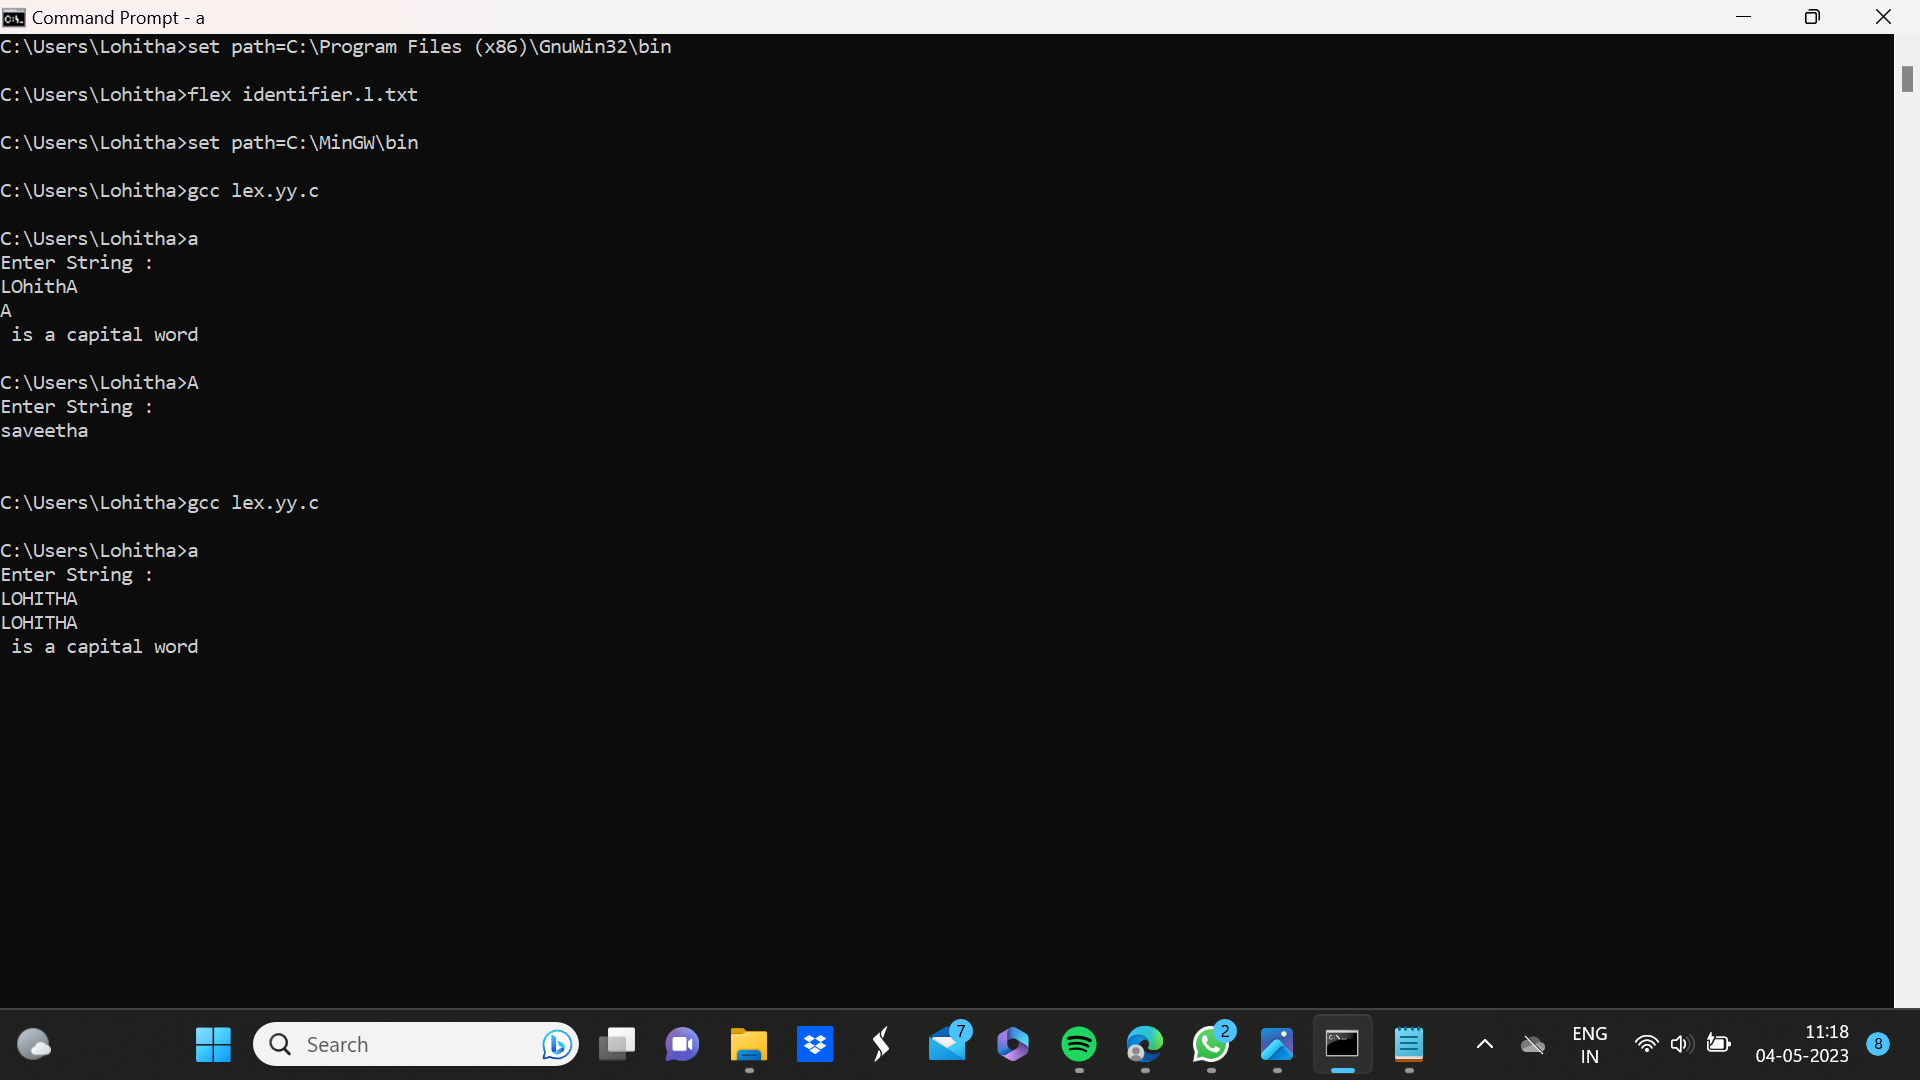 Command Prompt - a
C:\Users\Lohitha>set path=C:\Program Files (x86)\GnuWin32\bin
C:\Users\Lohitha>flex identifier.l.txt
C:\Users\Lohitha>set path=C:\MinGW\bin
C:\Users\Lohitha>gcc lex.yy.c
C:\Users\Lohitha>a
Enter String :
LOhithA
A
 is a capital word
C:\Users\Lohitha>A
Enter String :
saveetha
C:\Users\Lohitha>gcc lex.yy.c
C:\Users\Lohitha>a
Enter String :
LOHITHA
LOHITHA
 is a capital word
Search
7
2
ENG
IN
11:18
04-05-2023
8